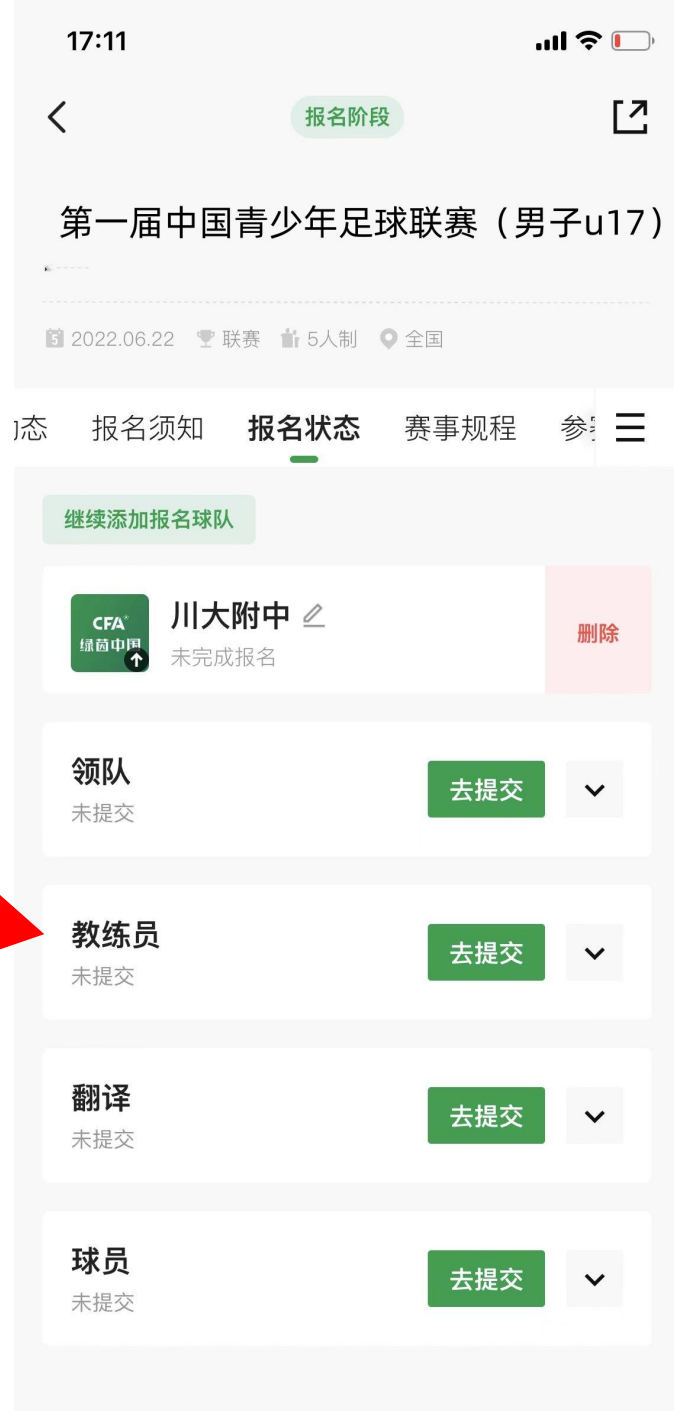 17:11
报名阶段
第一届中国青少年足球联赛（男子u17）
2022.06.22 联赛 5人制 全国
态 报名须知 报名状态 赛事规程 参
继续添加报名球队
CFA
绿茵中国
川大附中
未完成报名
删除
领队
未提交
去提交
教练员
未提交
去提交
翻译
未提交
去提交
球员
未提交
去提交